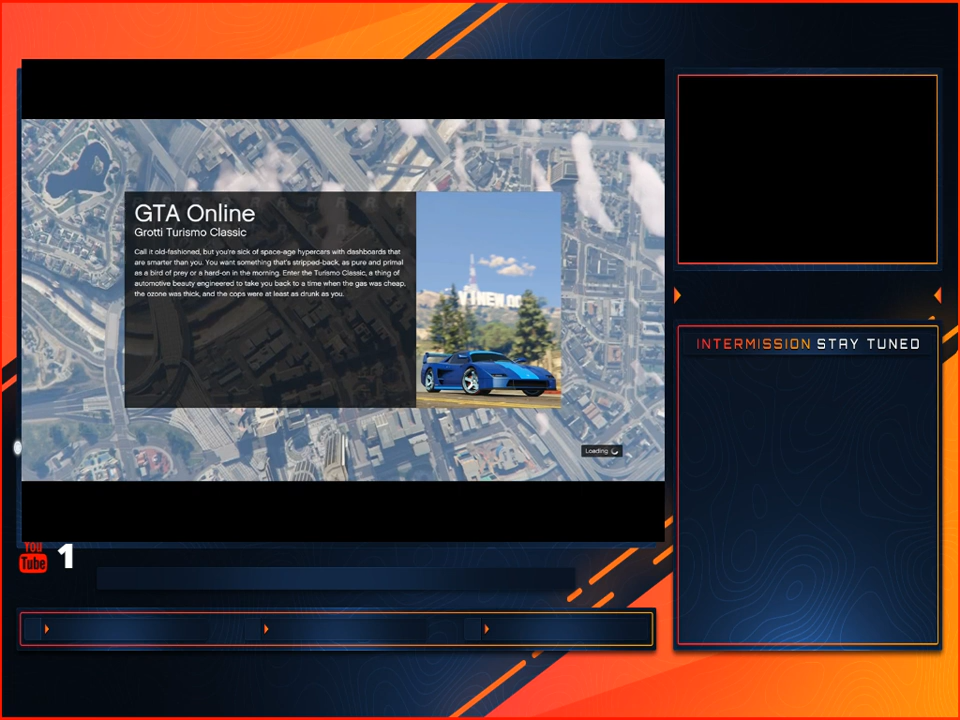 GTA Online
Grotti Turismo Classic
Call it old-fashioned, but you're sick of space-age hypercars with dashboards that
are smarter than you. You want something that's stripped-back, as pure and primal
as a bird of prey or a hard-on in the morning. Enter the Turismo Classic, a thing of
automotive beauty engineered to take you back to a time when the gas was cheap,
the ozone was thick, and the cops were at least as drunk as you.
Loading
INTERMISSION STAY TUNED
You
Tube
1